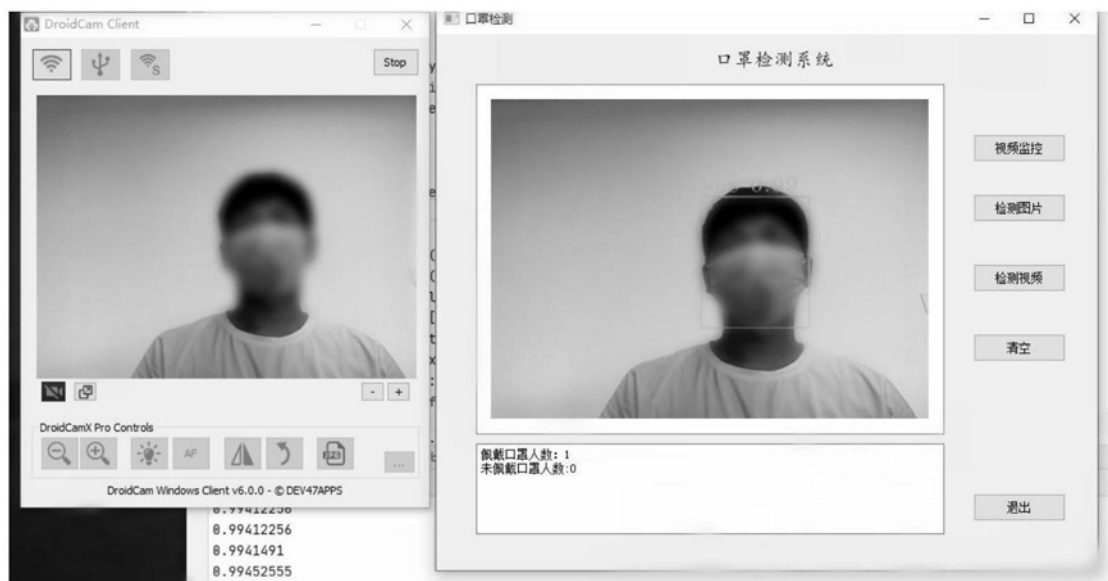 DroidCam Client
Stop
DroidCamX Pro Controls
AF
...
DroidCam Windows Client v6.0.0 - © DEV47APPS
0.99412256
0.99412256
0.9941491
0.99452555
口罩检测
口罩检测系统
视频监控
检测图片
检测视频
清空
退出
佩戴口罩人数: 1
未佩戴口罩人数:0